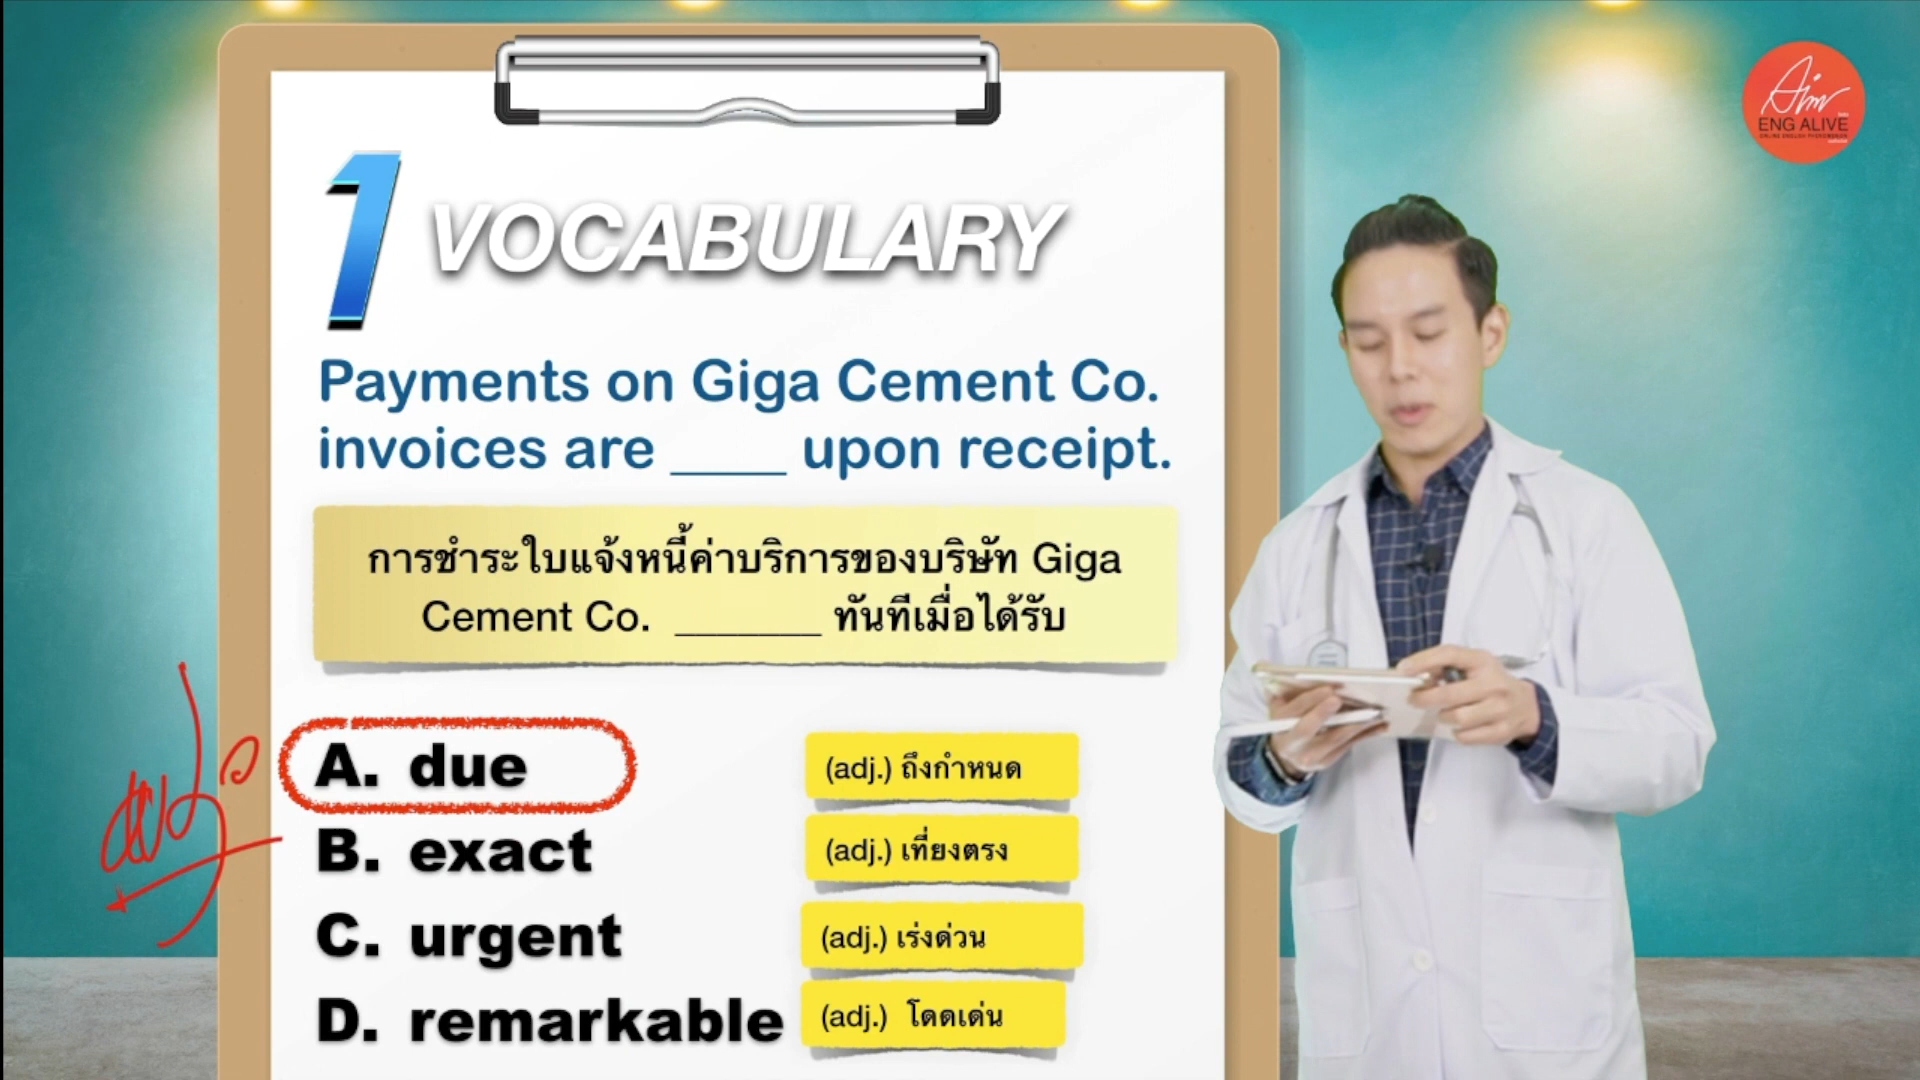 Aim
ENG ALIVE
1 VOCABULARY
Payments on Giga Cement Co.
invoices are ____ upon receipt.
การชำระใบแจ้งหนี้ค่าบริการของบริษัท Giga
Cement Co. ______ ทันทีเมื่อได้รับ
A. due (adj.) ถึงกำหนด
B. exact (adj.) เที่ยงตรง
C. urgent (adj.) เร่งด่วน
D. remarkable (adj.) โดดเด่น